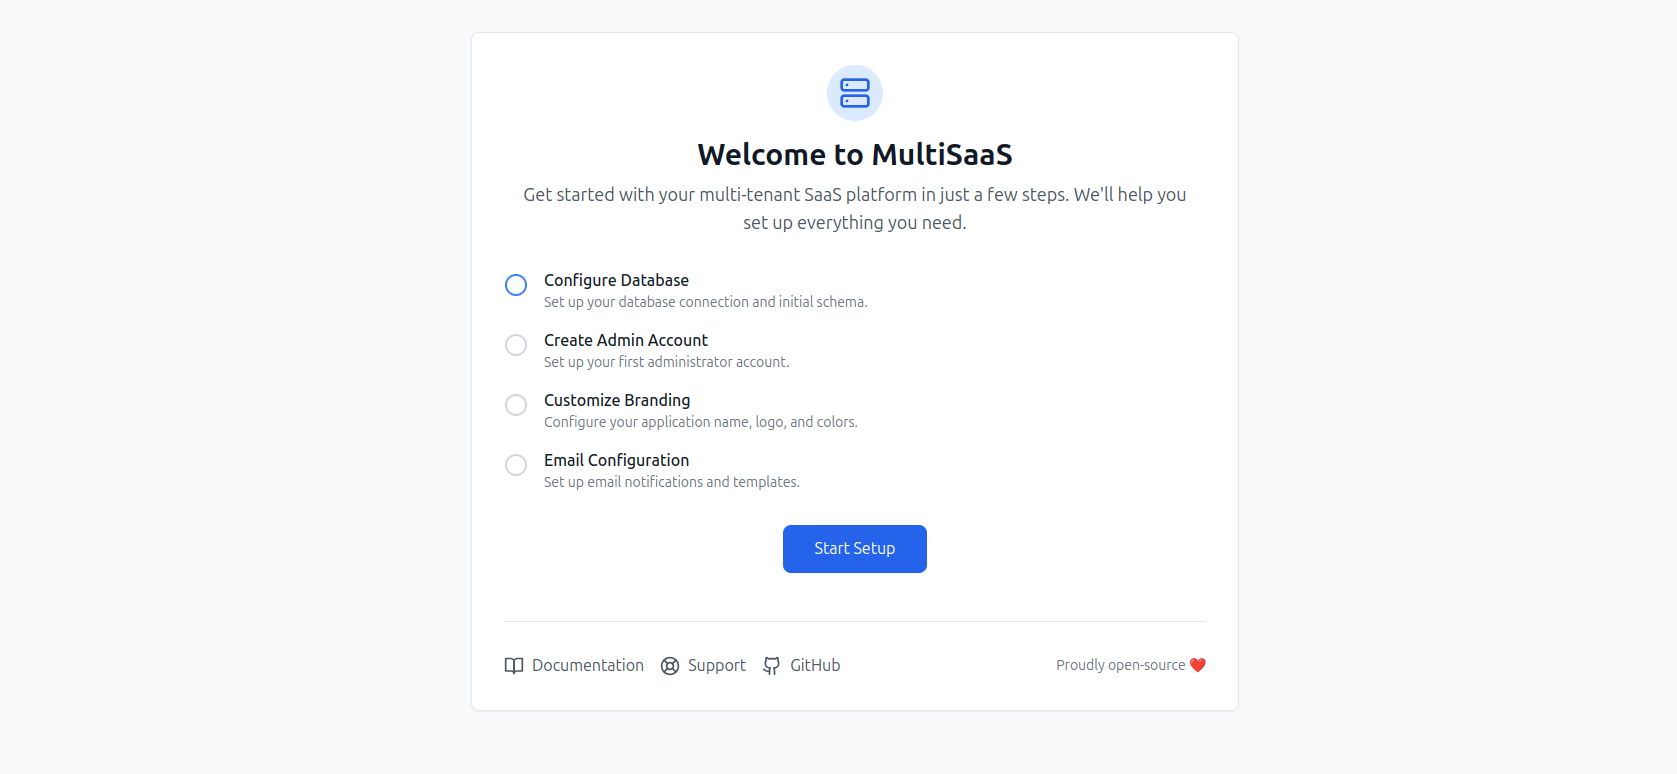 Welcome to MultiSaaS
Get started with your multi-tenant SaaS platform in just a few steps. We'll help you
set up everything you need.
Configure Database
Set up your database connection and initial schema.
Create Admin Account
Set up your first administrator account.
Customize Branding
Configure your application name, logo, and colors.
Email Configuration
Set up email notifications and templates.
Start Setup
Documentation Support GitHub Proudly open-source ❤️